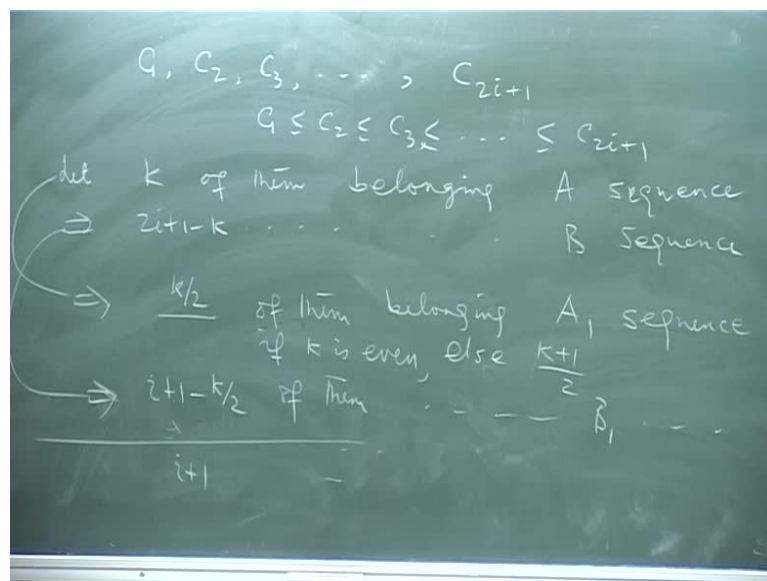 C1, C2, C3, ... , C2i+1
C1 ≤ C2 ≤ C3 ≤ ... ≤ C2i+1
Let K of them belonging A sequence
⇒ 2i+1-K . . . . . . . B sequence
⇒ k/2 of them belonging A1 sequence
if K is even, else K+1/2
⇒ i+1-k/2 of them . . - — B1 . . . .
i+1 -